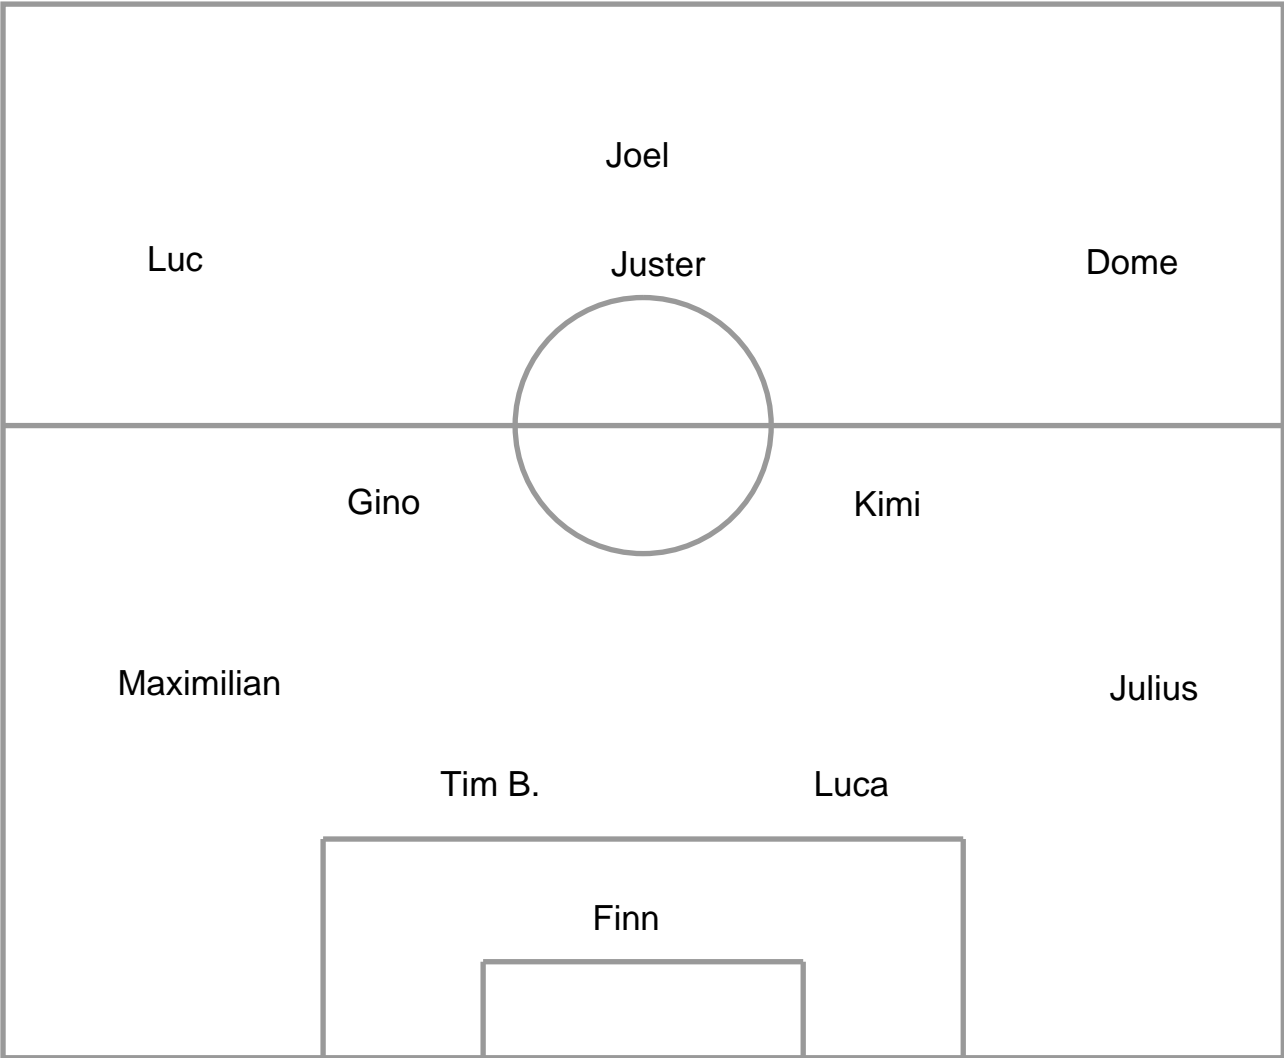 Joel
Luc
Juster
Dome
Gino
Kimi
Maximilian
Julius
Tim B.
Luca
Finn